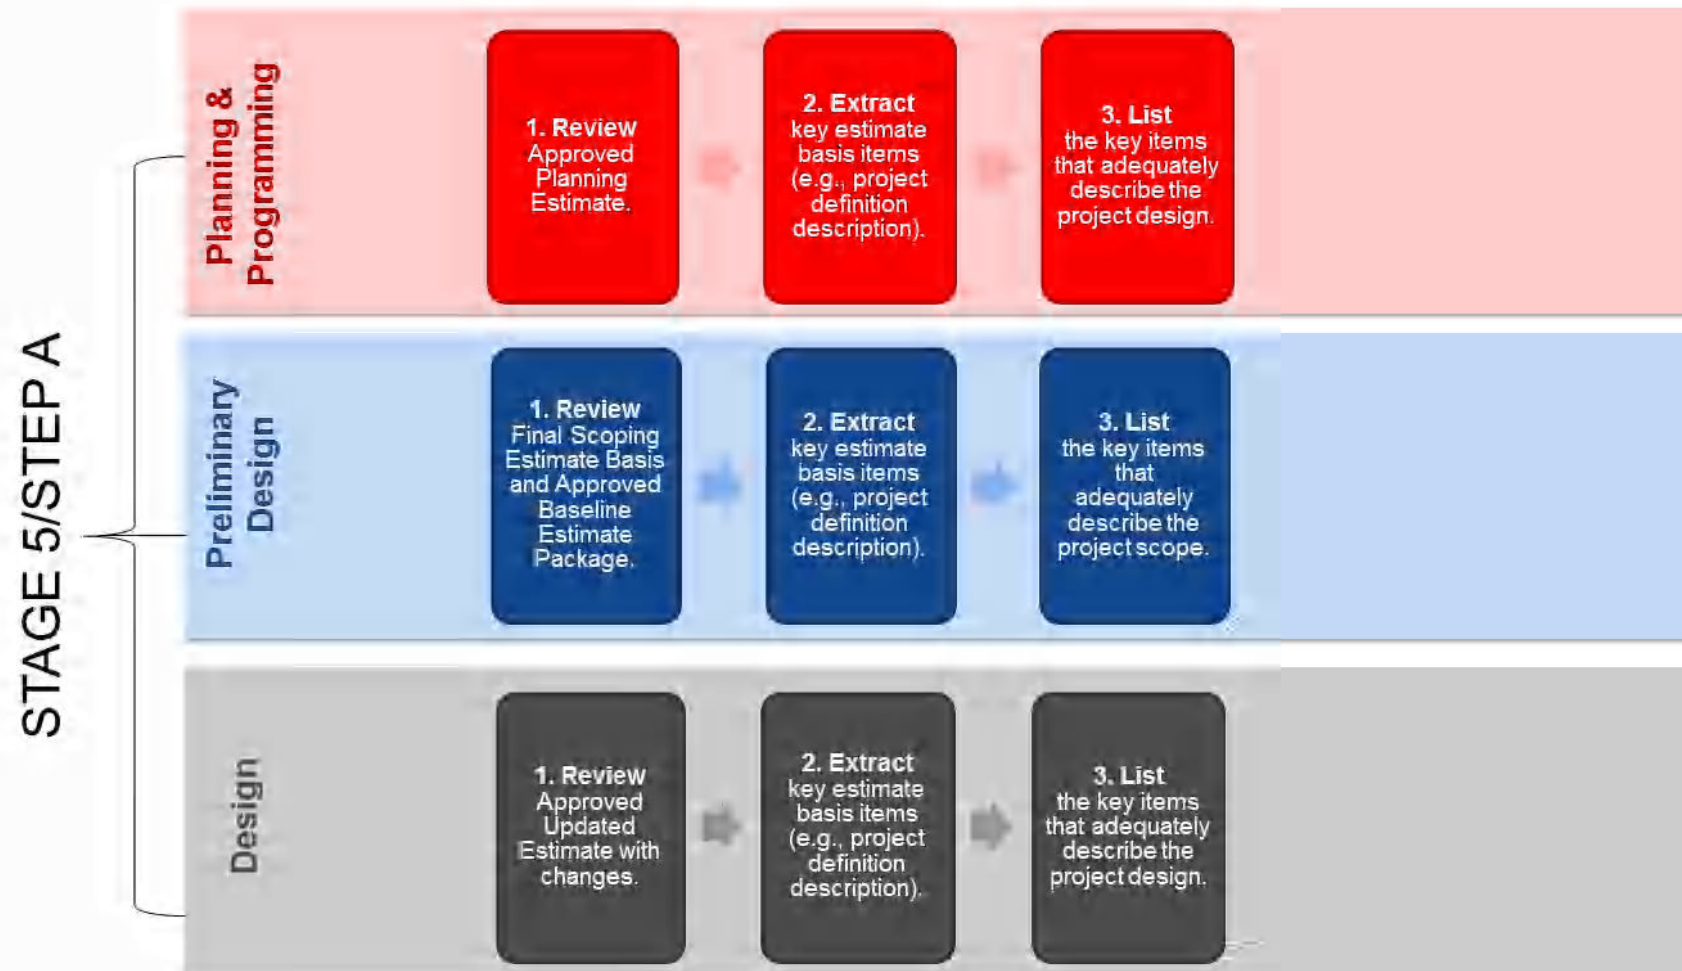 STAGE 5/STEP A
Planning &
Programming
1. Review
Approved
Planning
Estimate.
2. Extract
key estimate
basis items
(e.g., project
definition
description).
3. List
the key items
that adequately
describe the
project design.
Preliminary
Design
1. Review
Final Scoping
Estimate Basis
and Approved
Baseline
Estimate
Package.
2. Extract
key estimate
basis items
(e.g., project
definition
description).
3. List
the key items
that
adequately
describe the
project scope.
Design
1. Review
Approved
Updated
Estimate with
changes.
2. Extract
key estimate
basis items
(e.g., project
definition
description).
3. List
the key items
that adequately
describe the
project design.